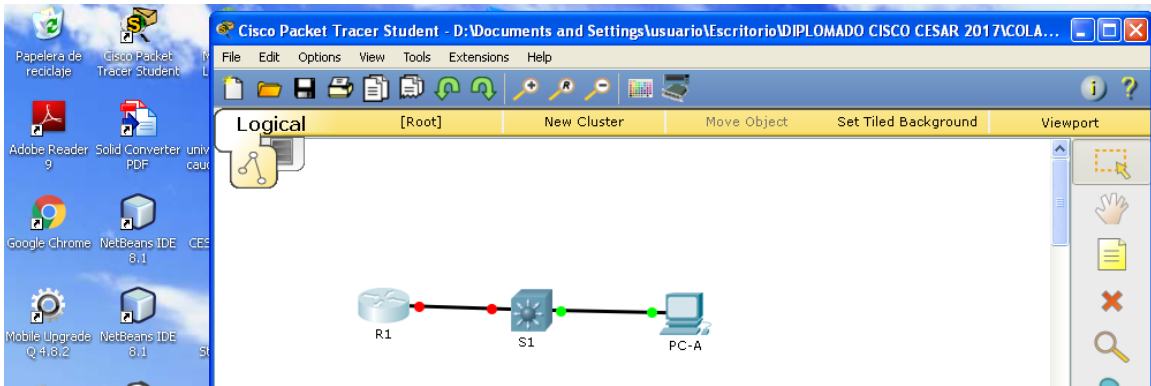 Papelera de
reciclaje
Cisco Packet
Tracer Student
Adobe Reader
9
Solid Converter
PDF
Google Chrome
NetBeans IDE
8.1
Mobile Upgrade
Q 4.8.2
NetBeans IDE
8.1
Cisco Packet Tracer Student - D:\Documents and Settings\usuario\Escritorio\DIPLOMADO CISCO CESAR 2017\COLA...
File Edit Options View Tools Extensions Help
Logical [Root] New Cluster Move Object Set Tiled Background Viewport
R1
S1
PC-A